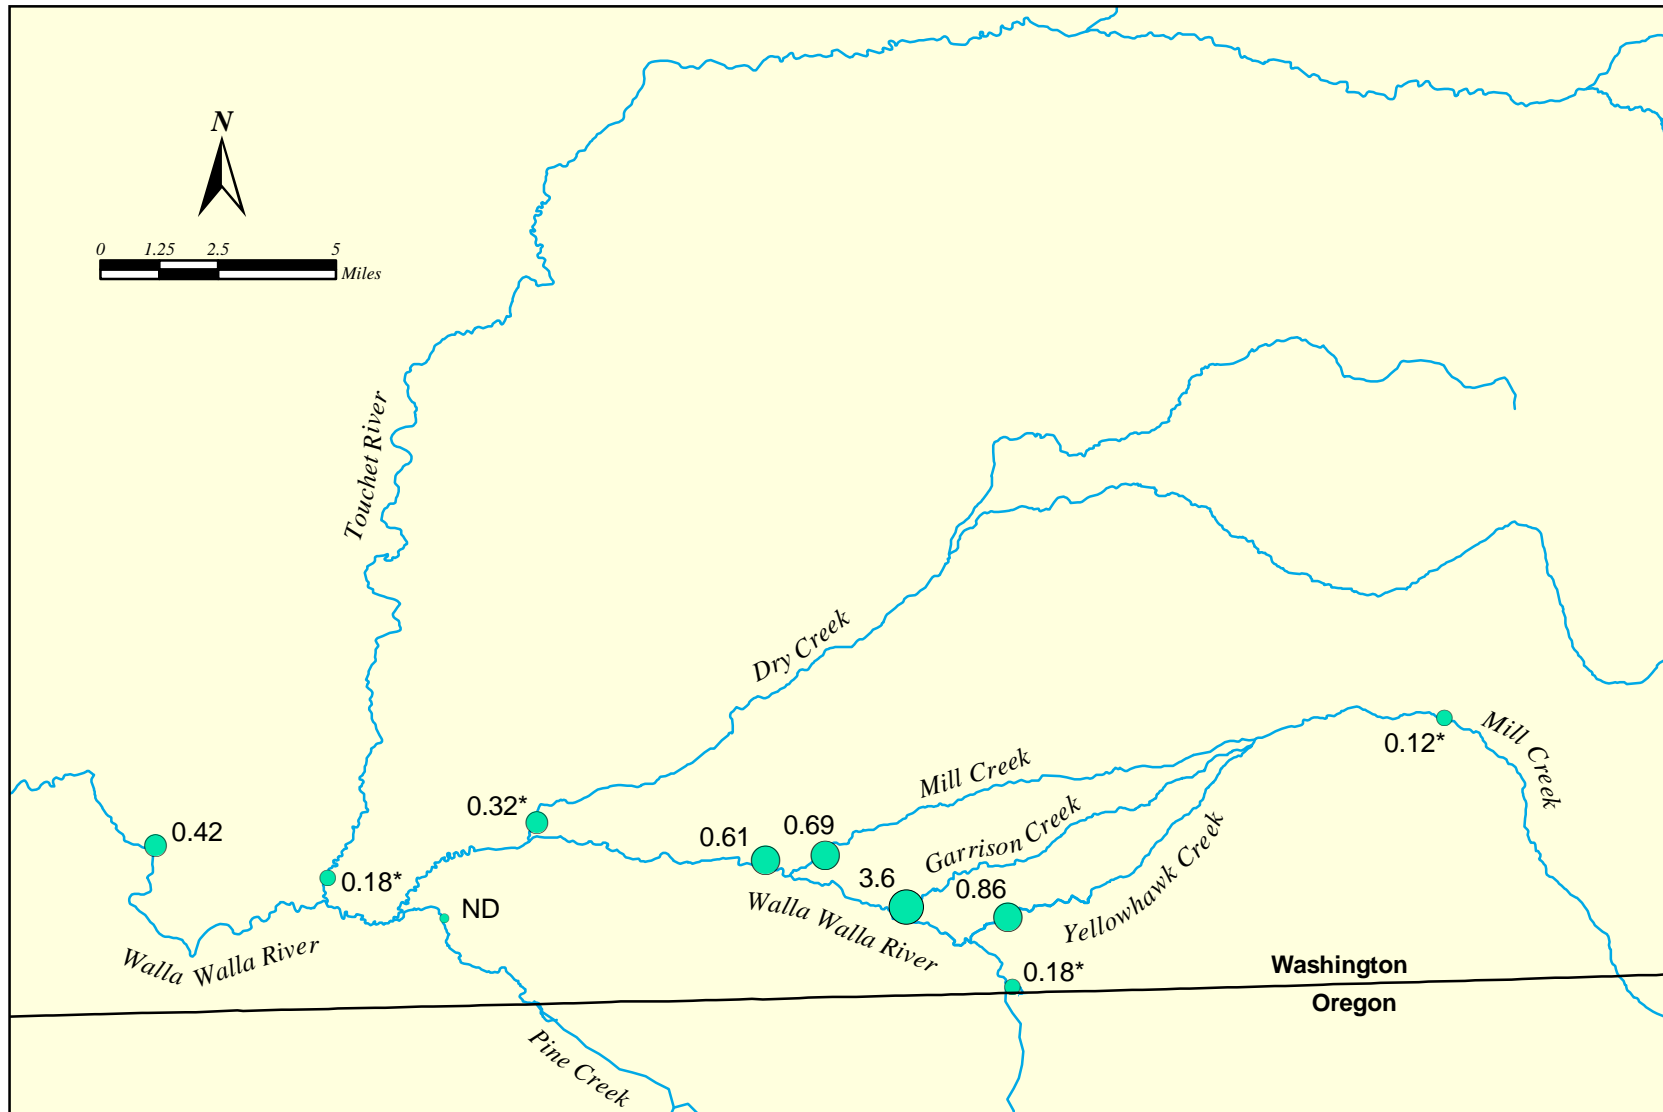 N
0 1.25 2.5 5
Miles
Touchet River
Dry Creek
Mill Creek
0.12*
Mill Creek
0.32*
0.42
0.61
0.69
Garrison Creek
0.18*
3.6
0.86
Yellowhawk Creek
ND
Walla Walla River
Walla Walla River
0.18*
Washington
Oregon
Pine Creek